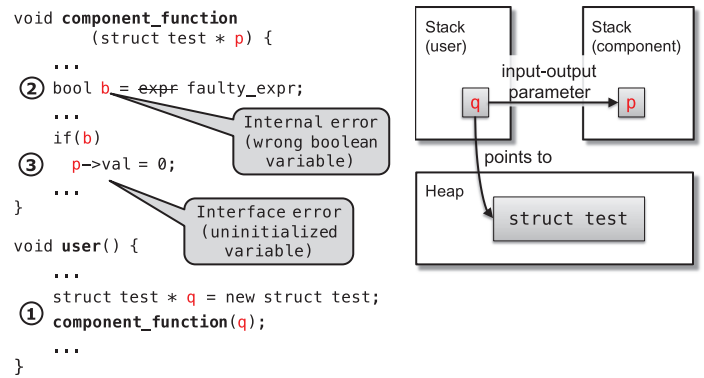 void component_function
(struct test * p) {
...
② bool b = expr faulty_expr;
...
if(b)
③ p->val = 0;
...
}
Internal error
(wrong boolean
variable)
Interface error
(uninitialized
variable)
void user() {
...
struct test * q = new struct test;
① component_function(q);
...
}
Stack
(user)
Stack
(component)
input-output
parameter
q
p
points to
Heap
struct test